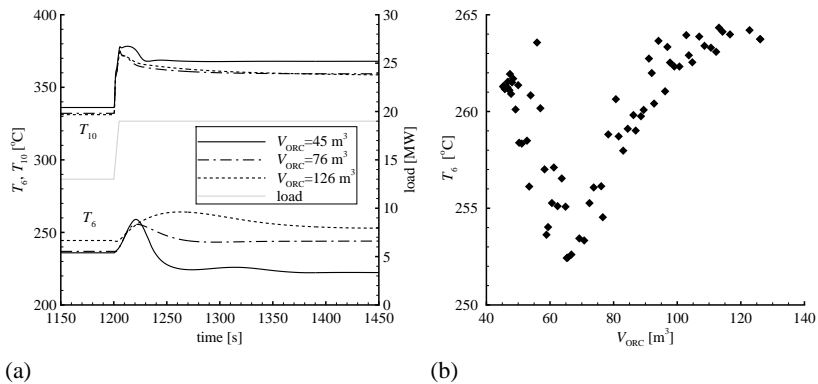 400
350
300
250
200
T₆, T₁₀ [°C]
T₁₀
T₆
V_ORC=45 m³
V_ORC=76 m³
V_ORC=126 m³
load
30
25
20
15
10
5
0
load [MW]
1150 1200 1250 1300 1350 1400 1450
time [s]
(a)
265
260
255
250
T₆ [°C]
40 60 80 100 120 140
V_ORC [m³]
(b)